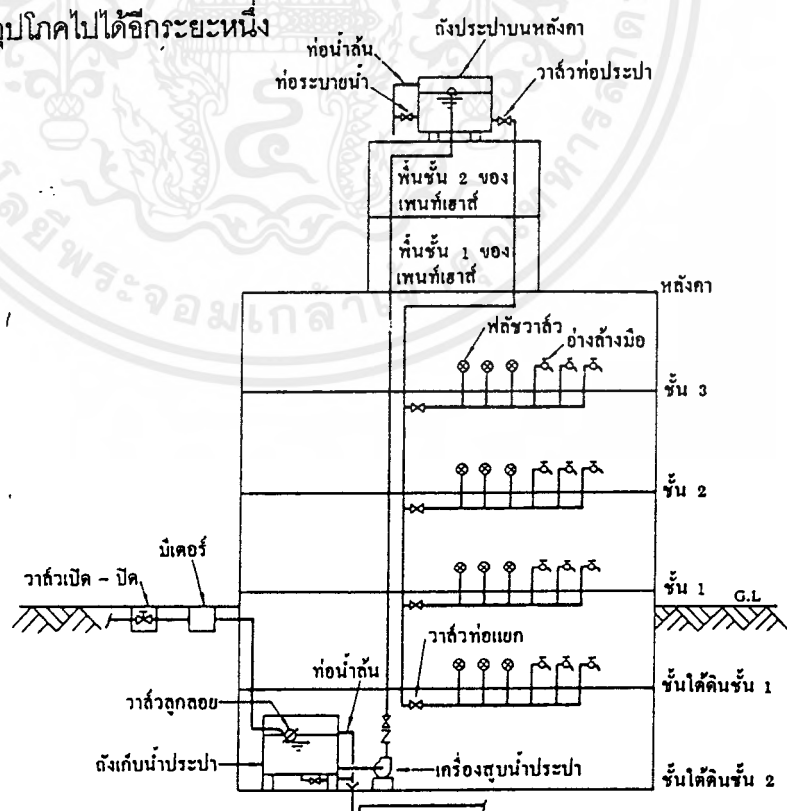 อุปโภคไปได้อีกระยะหนึ่ง
ถังประปาบนหลังคา
ท่อน้ำล้น
วาล์วท่อประปา
ท่อระบายน้ำ
พื้นชั้น 2 ของ
เพนท์เฮาส์
พื้นชั้น 1 ของ
เพนท์เฮาส์
หลังคา
ฟลัชวาล์ว
อ่างล้างมือ
ชั้น 3
ชั้น 2
มิเตอร์
วาล์วเปิด - ปิด
ชั้น 1
G.L
วาล์วท่อแยก
ท่อน้ำล้น
ชั้นใต้ดินชั้น 1
วาล์วลูกลอย
ถังเก็บน้ำประปา
เครื่องสูบน้ำประปา
ชั้นใต้ดินชั้น 2